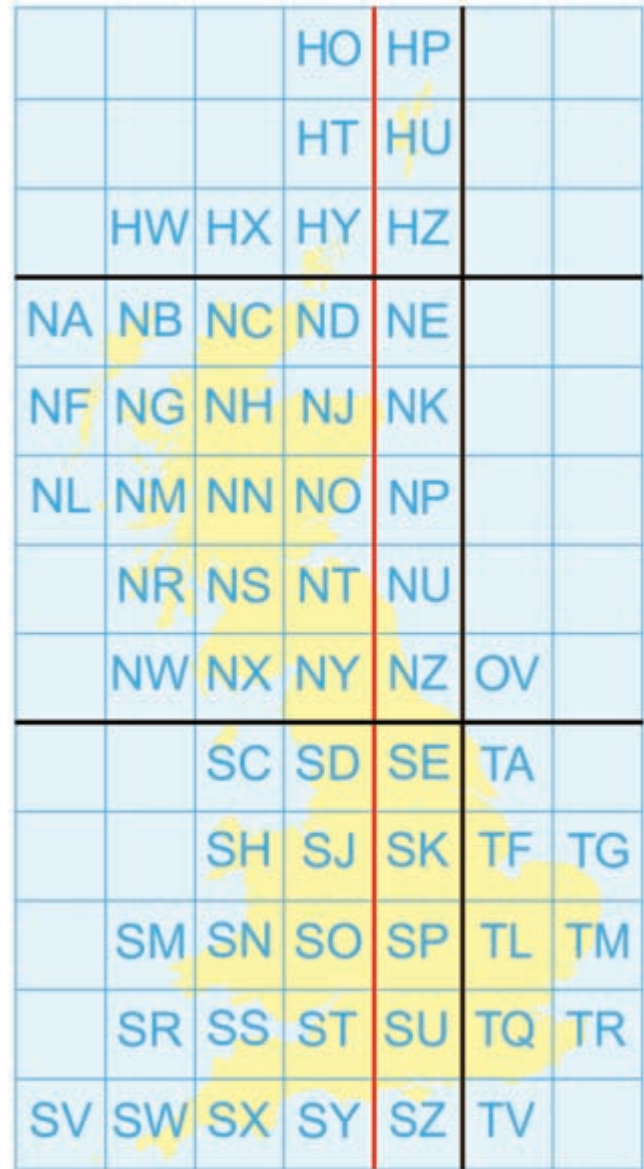 HO HP
HT HU
HW HX HY HZ
NA NB NC ND NE
NF NG NH NJ NK
NL NM NN NO NP
NR NS NT NU
NW NX NY NZ OV
SC SD SE TA
SH SJ SK TF TG
SM SN SO SP TL TM
SR SS ST SU TQ TR
SV SW SX SY SZ TV